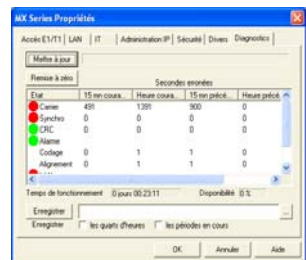 MX Series Propriétés
Accès E1/T1 LAN IT Administration IP Sécurité Divers Diagnostics
Mettre à jour
Remise à zéro Secondes erronées
Etat 15 mn coura... Heure coura... 15 mn précé... Heure précé
Carrier 491 1391 900 0
Synchro 0 0 0 0
CRC 0 0 0 0
Alarme
Codage 0 1 1 0
Alignement 0 1 1 0
Temps de fonctionnement 0 jours 00:23:11 Disponibilité 0 %
Enregistrer ...
Enregistrer les quarts d'heures les périodes en cours
OK Annuler Aide